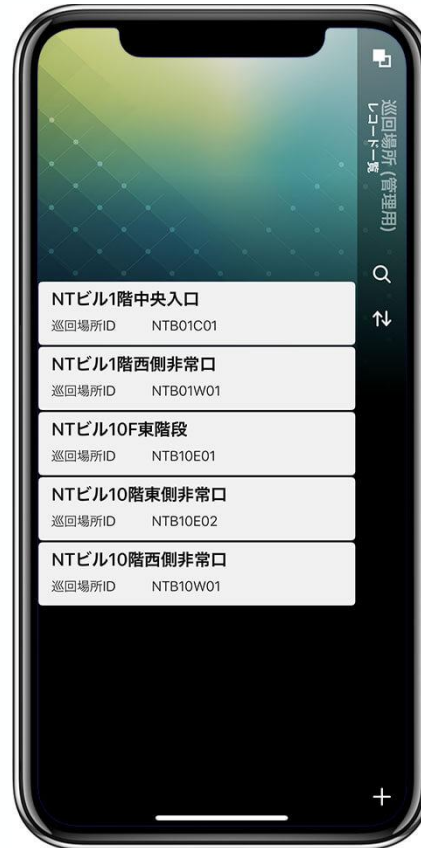 巡回場所 (管理用)
レコード一覧
NTビル1階中央入口
巡回場所ID NTB01C01
NTビル1階西側非常口
巡回場所ID NTB01W01
NTビル10F東階段
巡回場所ID NTB10E01
NTビル10階東側非常口
巡回場所ID NTB10E02
NTビル10階西側非常口
巡回場所ID NTB10W01